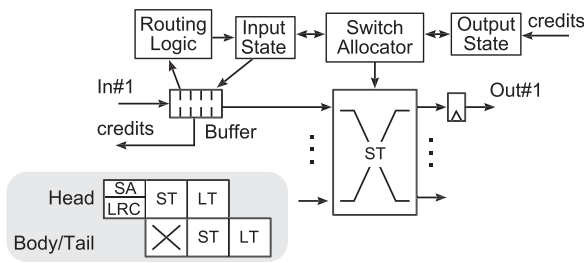 Routing Logic
Input State
Switch Allocator
Output State
credits
In#1
Buffer
Out#1
credits
ST
Head
SA
LRC
ST
LT
Body/Tail
ST
LT